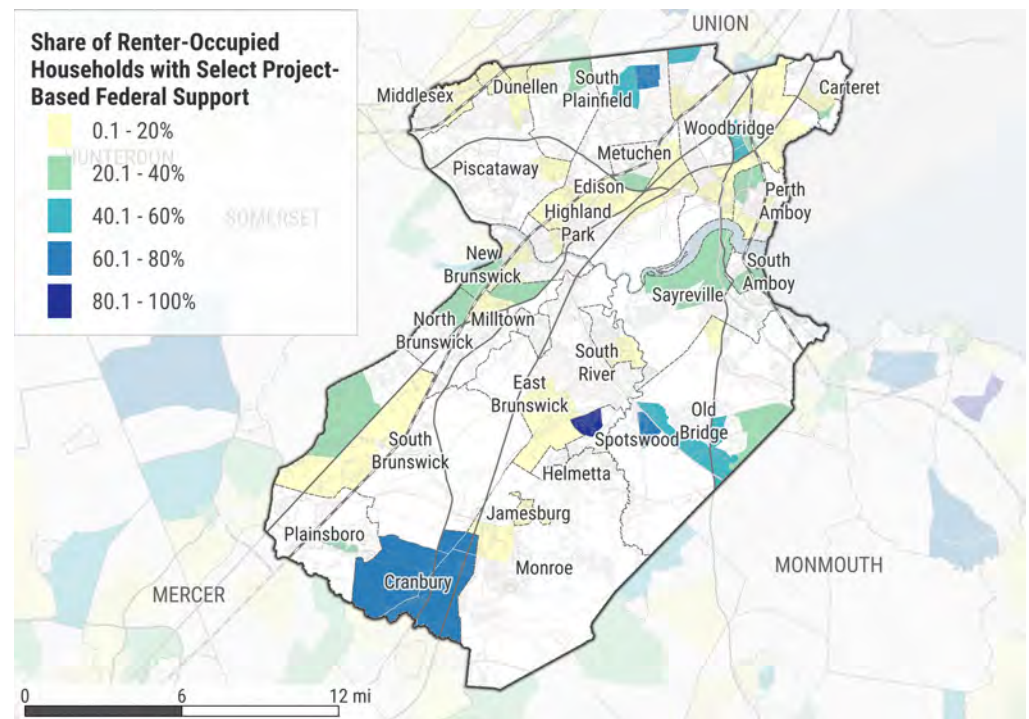 Share of Renter-Occupied
Households with Select Project-
Based Federal Support
0.1 - 20%
20.1 - 40%
40.1 - 60%
60.1 - 80%
80.1 - 100%
HUNTERDON
SOMERSET
UNION
Middlesex
Dunellen
South
Plainfield
Carteret
Woodbridge
Metuchen
Piscataway
Edison
Perth
Amboy
Highland
Park
New
Brunswick
South
Amboy
Sayreville
North
Brunswick
Milltown
South
River
East
Brunswick
Old
Bridge
Spotswood
South
Brunswick
Helmetta
Jamesburg
Plainsboro
Monroe
MONMOUTH
Cranbury
MERCER
0 6 12 mi